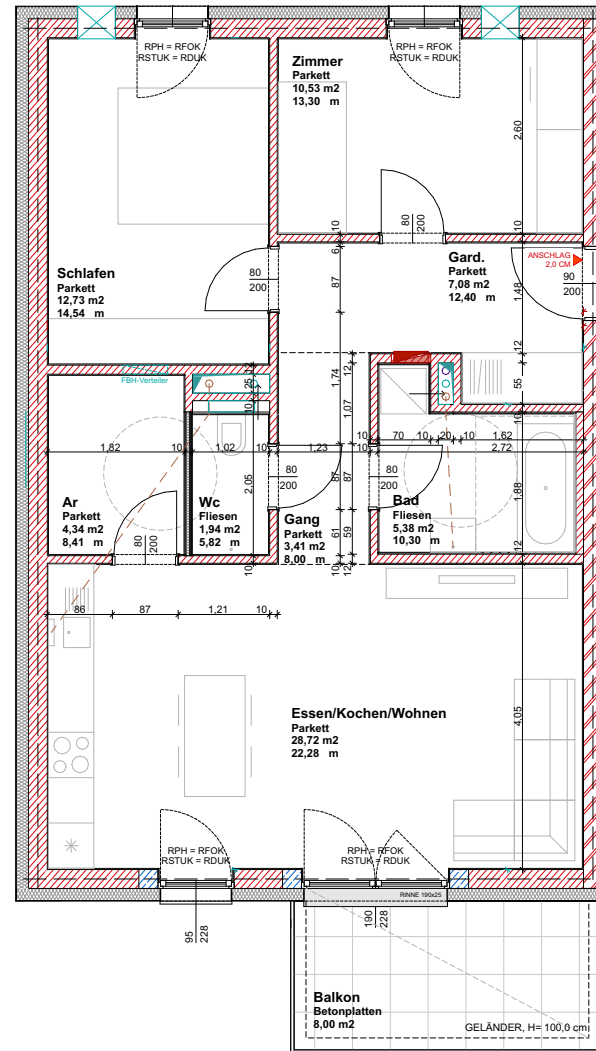 RPH = RFOK
RSTUK = RDUK
RPH = RFOK
RSTUK = RDUK
Zimmer
Parkett
10,53 m2
13,30 m
2,60
10
10
80
200
6
87
Gard.
Parkett
7,08 m2
12,40 m
ANSCHLAG
2,0 CM
90
200
1,48
Schlafen
Parkett
12,73 m2
14,54 m
80
200
12
55
10
FBH-Verteiler
12
25
10
1,74
12
1,07
1,82
10
1,02
10
1,23
10
70
10
20
10
1,62
2,72
2,05
80
200
87
87
80
200
1,88
Ar
Parkett
4,34 m2
8,41 m
80
200
Wc
Fliesen
1,94 m2
5,82 m
Gang
Parkett
3,41 m2
8,00 m
61
59
Bad
Fliesen
5,38 m2
10,30 m
12
10
10
12
86
87
1,21
10
Essen/Kochen/Wohnen
Parkett
28,72 m2
22,28 m
4,05
RPH = RFOK
RSTUK = RDUK
RPH = RFOK
RSTUK = RDUK
RINNE 190x25
95
228
190
228
Balkon
Betonplatten
8,00 m2
GELÄNDER, H= 100,0 cm